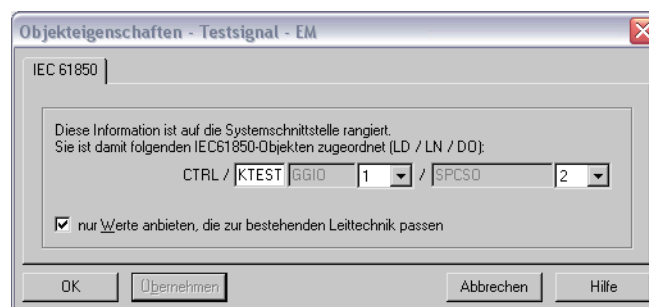 Objekteigenschaften - Testsignal - EM
IEC 61850
Diese Information ist auf die Systemschnittstelle rangiert.
Sie ist damit folgenden IEC61850-Objekten zugeordnet (LD / LN / DO):
CTRL / KTEST GGIO 1 / SPCSO 2
nur Werte anbieten, die zur bestehenden Leittechnik passen
OK Übernehmen Abbrechen Hilfe